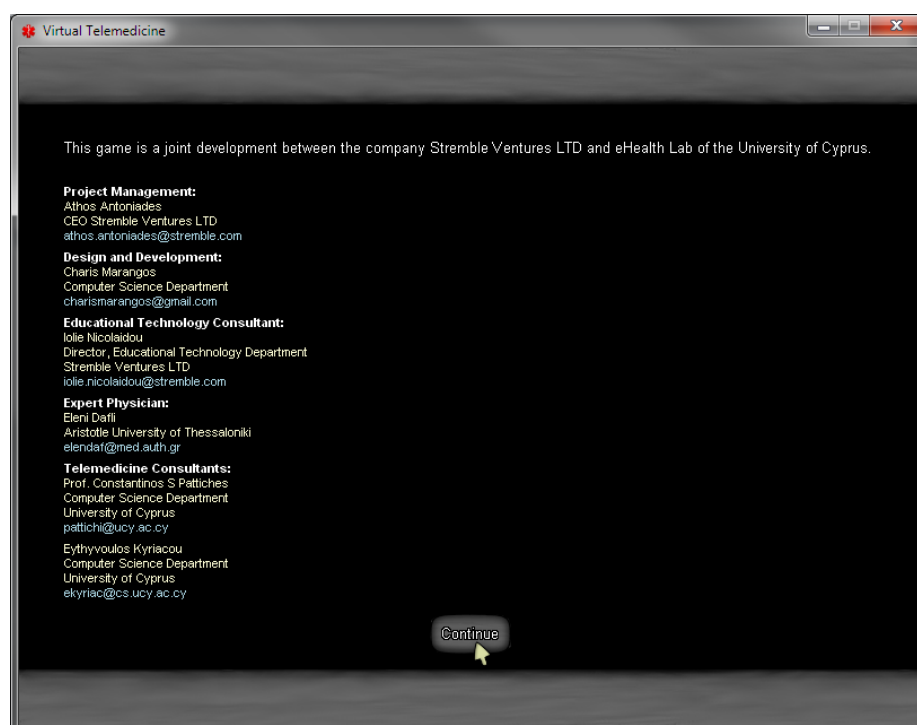 Virtual Telemedicine
This game is a joint development between the company Stremble Ventures LTD and eHealth Lab of the University of Cyprus.
Project Management:
Athos Antoniades
CEO Stremble Ventures LTD
athos.antoniades@stremble.com
Design and Development:
Charis Marangos
Computer Science Department
charismarangos@gmail.com
Educational Technology Consultant:
Iolie Nicolaidou
Director, Educational Technology Department
Stremble Ventures LTD
iolie.nicolaidou@stremble.com
Expert Physician:
Eleni Dafli
Aristotle University of Thessaloniki
elendaf@med.auth.gr
Telemedicine Consultants:
Prof. Constantinos S Pattiches
Computer Science Department
University of Cyprus
pattichi@ucy.ac.cy
Eythyvoulos Kyriacou
Computer Science Department
University of Cyprus
ekyriac@cs.ucy.ac.cy
Continue